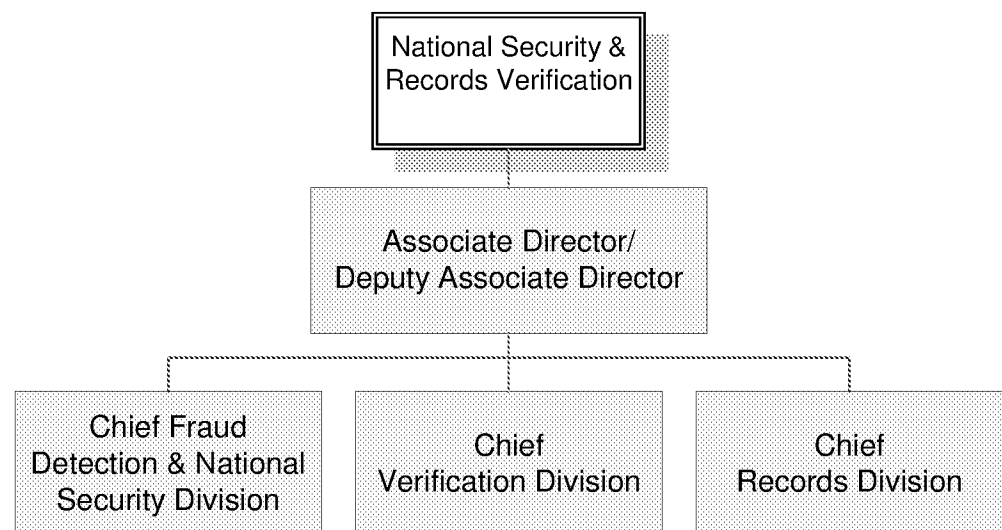 National Security &
Records Verification
Associate Director/
Deputy Associate Director
Chief Fraud
Detection & National
Security Division
Chief
Verification Division
Chief
Records Division